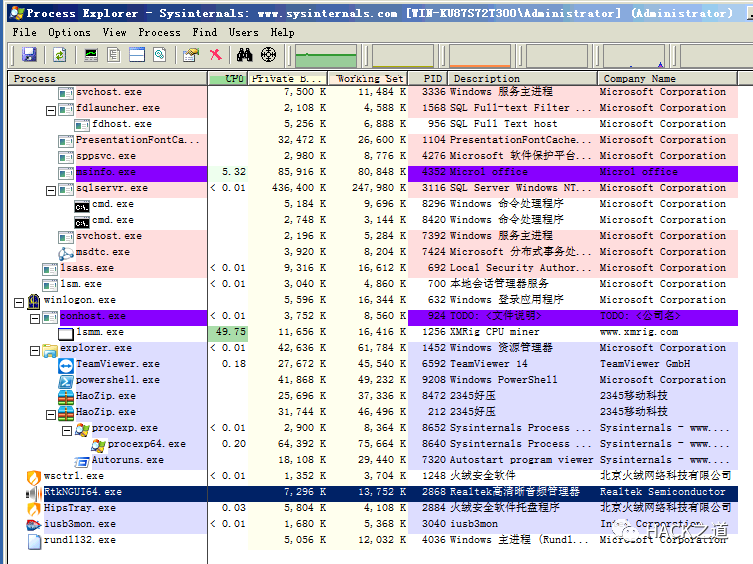 Process Explorer - Sysinternals: www.sysinternals.com [WIN-KU87S72T300\Administrator] (Administrator)
File Options View Process Find Users Help
Process CPU Private B... Working Set PID Description Company Name
svchost.exe 7,500 K 11,484 K 3336 Windows 服务主进程 Microsoft Corporation
fdlauncher.exe 2,108 K 4,588 K 1568 SQL Full-text Filter ... Microsoft Corporation
fdhost.exe 5,256 K 6,888 K 956 SQL Full Text host Microsoft Corporation
PresentationFontCa... 32,472 K 26,600 K 1104 PresentationFontCache... Microsoft Corporation
sppsvc.exe 2,980 K 8,776 K 4276 Microsoft 软件保护平台... Microsoft Corporation
msinfo.exe 5.32 85,916 K 80,848 K 4352 Microl office Microl office
sqlservr.exe < 0.01 436,400 K 247,980 K 3116 SQL Server Windows NT... Microsoft Corporation
cmd.exe 5,184 K 9,696 K 8296 Windows 命令处理程序 Microsoft Corporation
cmd.exe 2,748 K 3,144 K 8420 Windows 命令处理程序 Microsoft Corporation
svchost.exe 2,196 K 5,284 K 7392 Windows 服务主进程 Microsoft Corporation
msdtc.exe 3,920 K 8,204 K 7424 Microsoft 分布式事务处... Microsoft Corporation
lsass.exe < 0.01 9,316 K 16,612 K 692 Local Security Author... Microsoft Corporation
lsm.exe < 0.01 3,040 K 4,860 K 700 本地会话管理器服务 Microsoft Corporation
winlogon.exe 5,596 K 16,344 K 632 Windows 登录应用程序 Microsoft Corporation
conhost.exe < 0.01 3,752 K 8,560 K 924 TODO: <文件说明> TODO: <公司名>
lsmm.exe 49.75 11,656 K 16,416 K 1256 XMRig CPU miner www.xmrig.com
explorer.exe < 0.01 42,636 K 61,784 K 1452 Windows 资源管理器 Microsoft Corporation
TeamViewer.exe 0.18 27,672 K 45,540 K 6592 TeamViewer 14 TeamViewer GmbH
powershell.exe 41,868 K 49,232 K 9208 Windows PowerShell Microsoft Corporation
HaoZip.exe 25,696 K 37,336 K 8472 2345好压 2345移动科技
HaoZip.exe 31,744 K 46,496 K 212 2345好压 2345移动科技
procexp.exe < 0.01 2,900 K 8,364 K 8652 Sysinternals Process ... Sysinternals - www....
procexp64.exe 0.20 64,392 K 75,664 K 8640 Sysinternals Process ... Sysinternals - www....
Autoruns.exe 18,108 K 29,440 K 7320 Autostart program viewer Sysinternals - www....
wsctrl.exe < 0.01 1,352 K 3,704 K 1248 火绒安全软件 北京火绒网络科技有限公司
RtkNGUI64.exe 7,296 K 13,752 K 2868 Realtek高清晰音频管理器 Realtek Semiconductor
HipsTray.exe 0.03 5,804 K 4,108 K 2884 火绒安全软件托盘程序 北京火绒网络科技有限公司
iusb3mon.exe < 0.01 1,680 K 5,368 K 3040 iusb3mon Corporation
rundll32.exe 5,056 K 12,032 K 4036 Windows 主进程 (Rundl... Microsoft Corporation
HACK之道